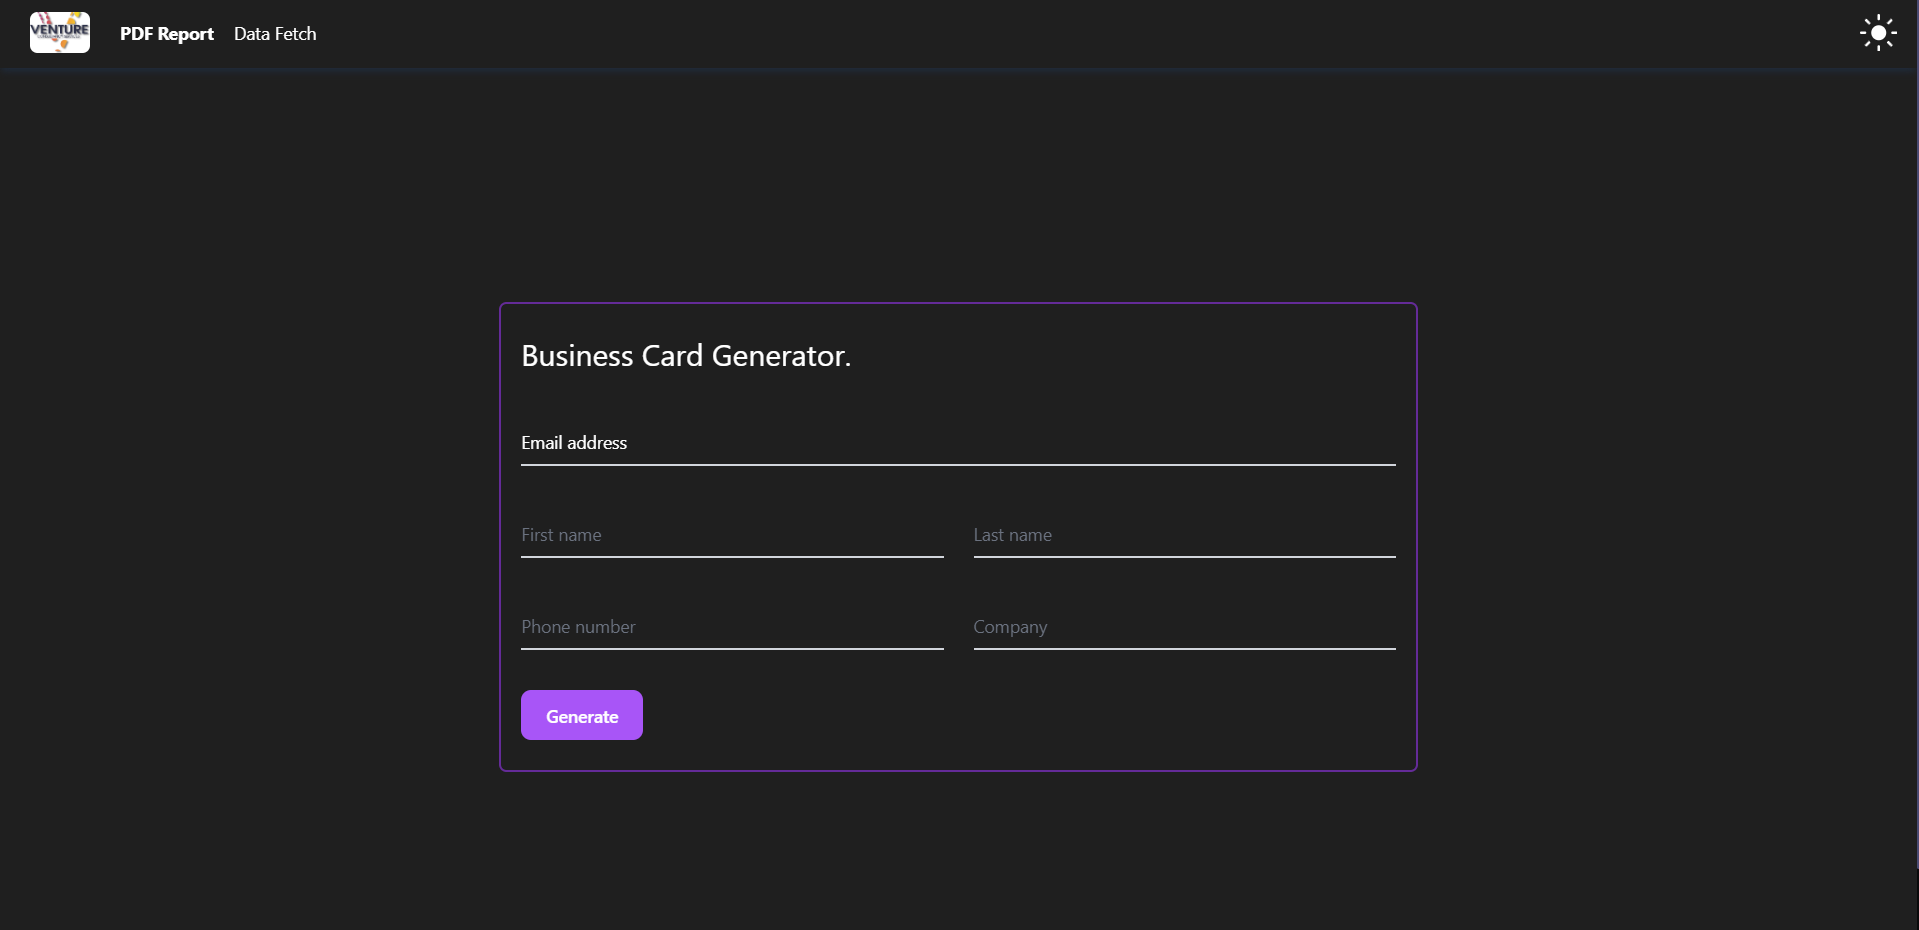 VENTURE
PDF Report Data Fetch
Business Card Generator.
Email address
First name Last name
Phone number Company
Generate